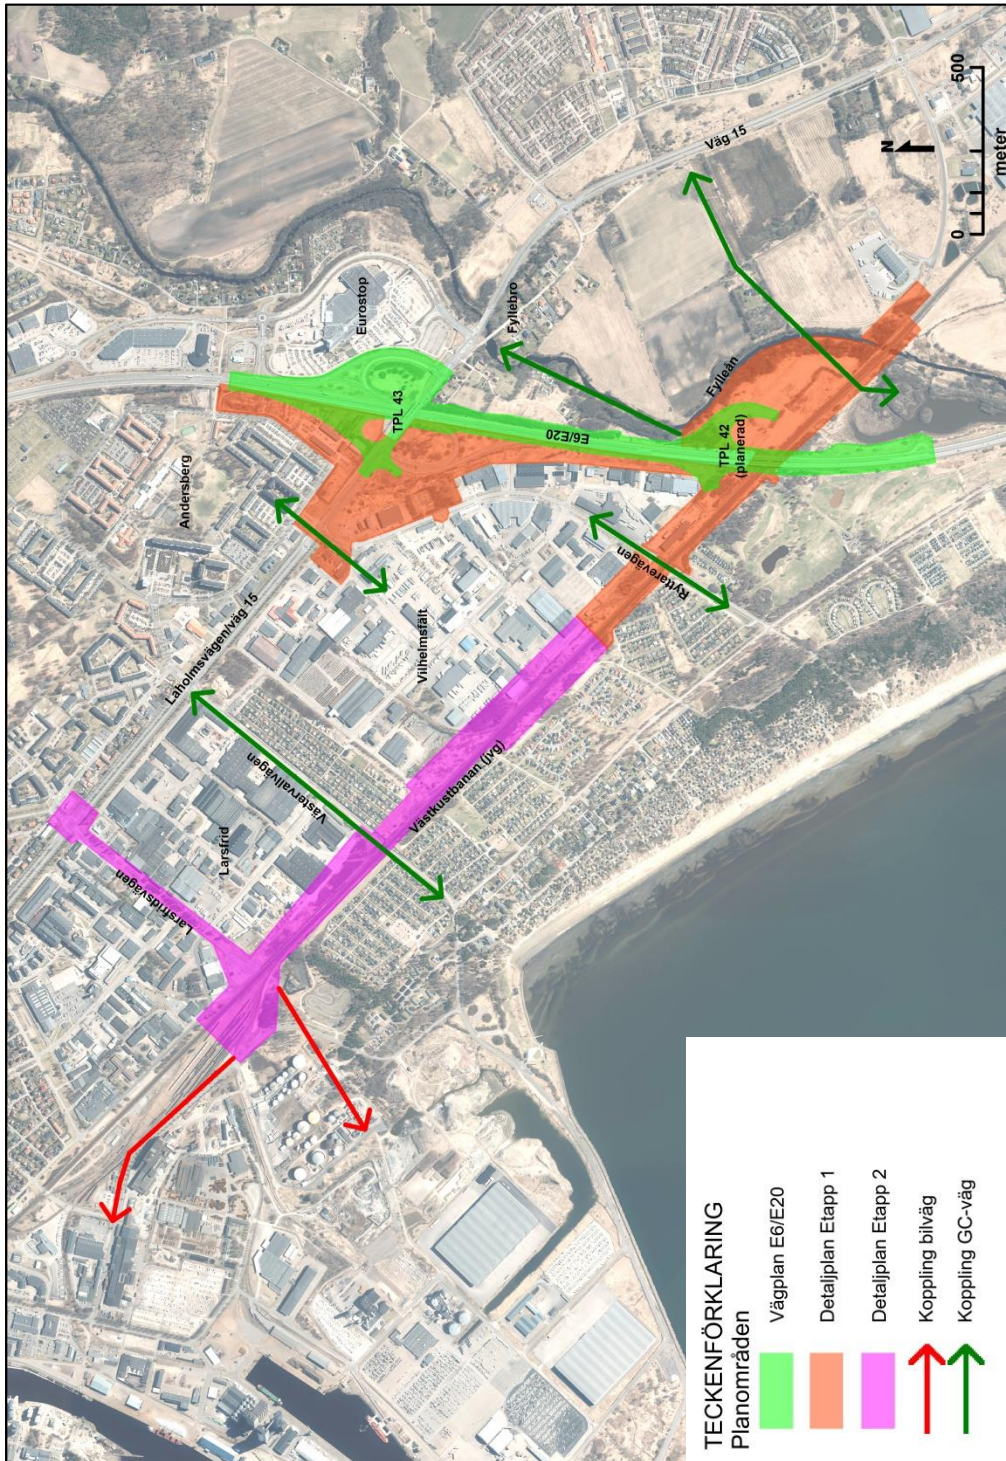 Andersberg
Eurostop
TPL 43
Laholmsvägen/väg 15
Fyllebro
Väg 15
E6/E20
Fylleån
TPL 42
(planerad)
Ryttarevägen
Vilhelmsfält
Västervallvägen
Västkustbanan (jvg)
Larsfrid
Larsfridsvägen
N
0
500
meter
TECKENFÖRKLARING
Planområden
Vägplan E6/E20
Detaljplan Etapp 1
Detaljplan Etapp 2
Koppling bilväg
Koppling GC-väg